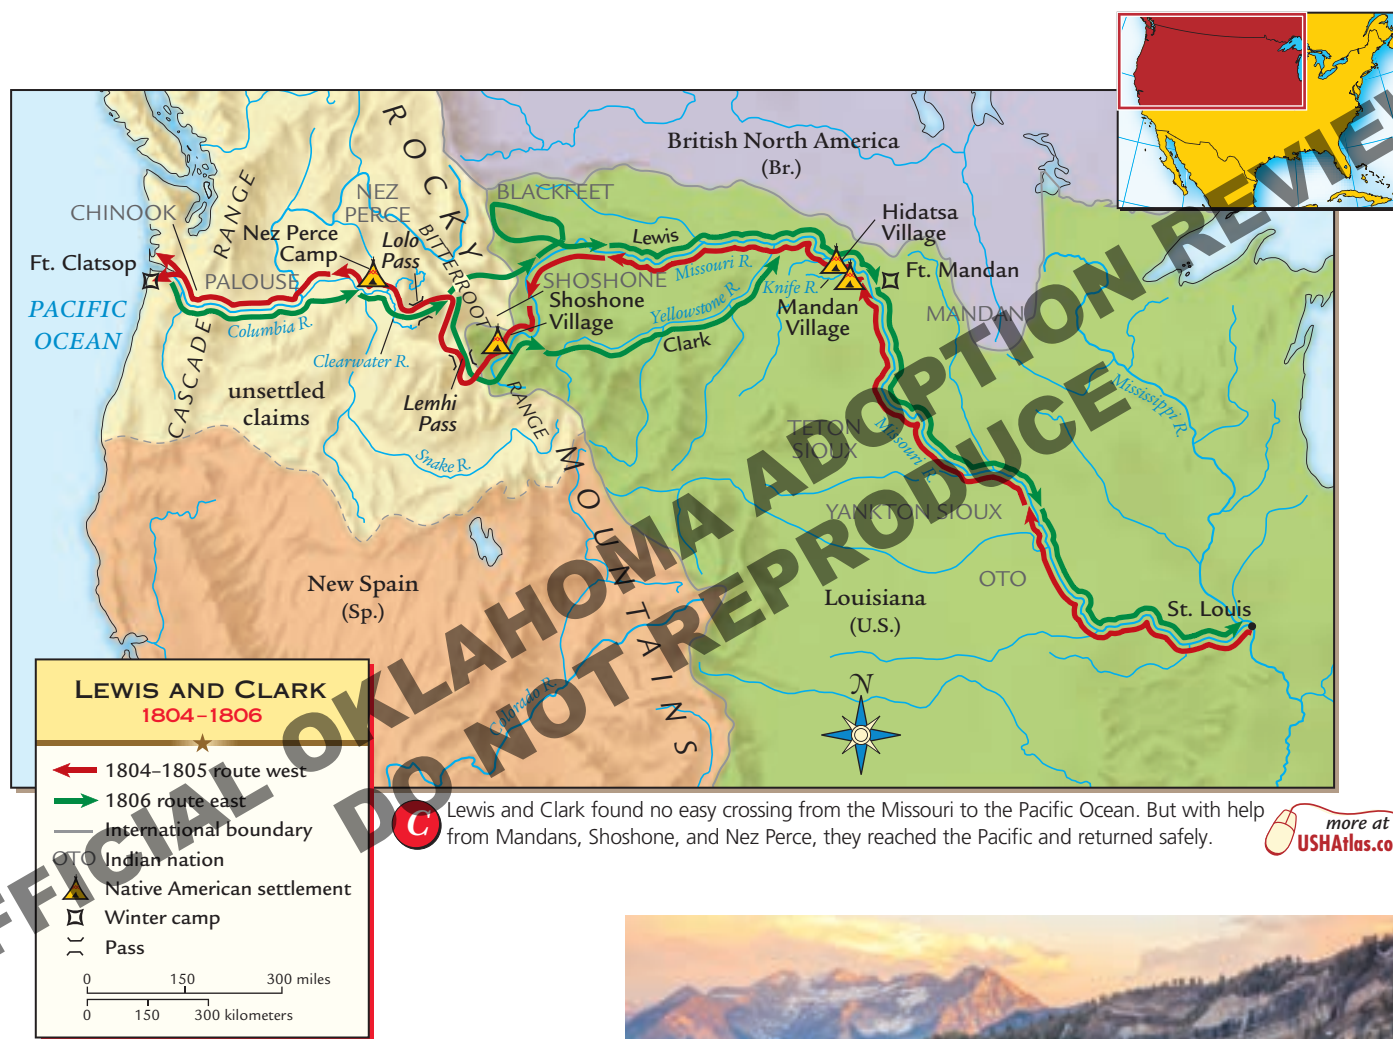 ROCKY
British North America
(Br.)
NEZ
PERCE
BLACKFEET
CHINOOK
CASCADE RANGE
Nez Perce
Camp
Lolo
Pass
BITTERROOT
RANGE
Lewis
Hidatsa
Village
Ft. Clatsop
PALOUSE
SHOSHONE
Missouri R.
Knife R.
Ft. Mandan
PACIFIC
OCEAN
Columbia R.
Shoshone
Village
Yellowstone R.
Mandan
Village
MANDAN
Clearwater R.
Clark
unsettled
claims
Lemhi
Pass
Mississippi R.
Snake R.
TETON
SIOUX
Missouri R.
MOUNTAINS
YANKTON SIOUX
New Spain
(Sp.)
OTO
Louisiana
(U.S.)
St. Louis
Colorado R.
N
LEWIS AND CLARK
1804–1806
1804–1805 route west
1806 route east
International boundary
OTO Indian nation
Native American settlement
Winter camp
Pass
0 150 300 miles
0 150 300 kilometers
C
Lewis and Clark found no easy crossing from the Missouri to the Pacific Ocean. But with help
from Mandans, Shoshone, and Nez Perce, they reached the Pacific and returned safely.
more at
USHAtlas.co
FFICIAL OKLAHOMA ADOPTION REVIE
DO NOT REPRODUCE